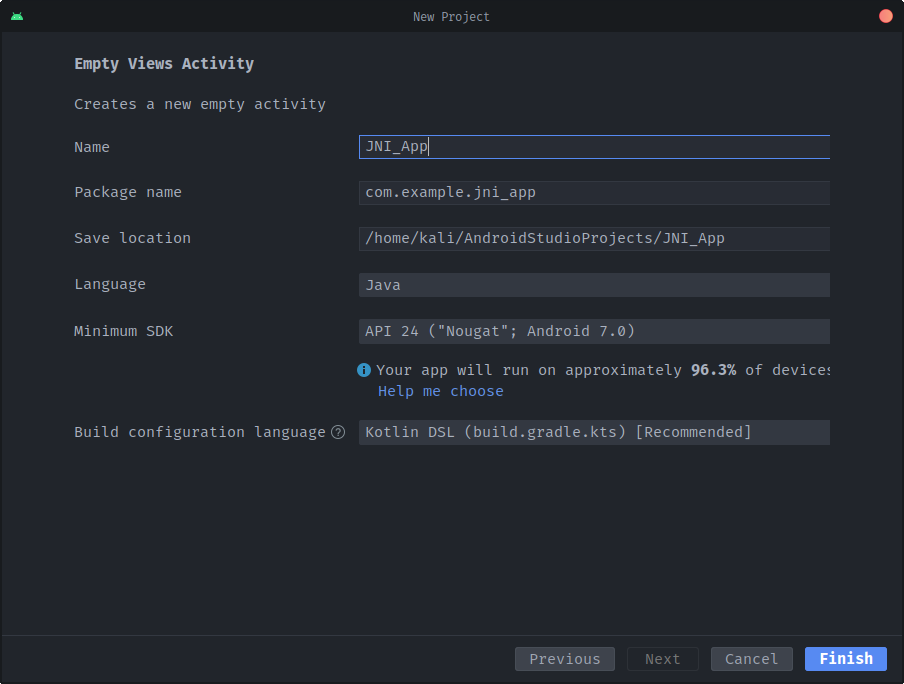 New Project
Empty Views Activity
Creates a new empty activity
Name JNI_App
Package name com.example.jni_app
Save location /home/kali/AndroidStudioProjects/JNI_App
Language Java
Minimum SDK API 24 ("Nougat"; Android 7.0)
Your app will run on approximately 96.3% of devices
Help me choose
Build configuration language ? Kotlin DSL (build.gradle.kts) [Recommended]
Previous Next Cancel Finish